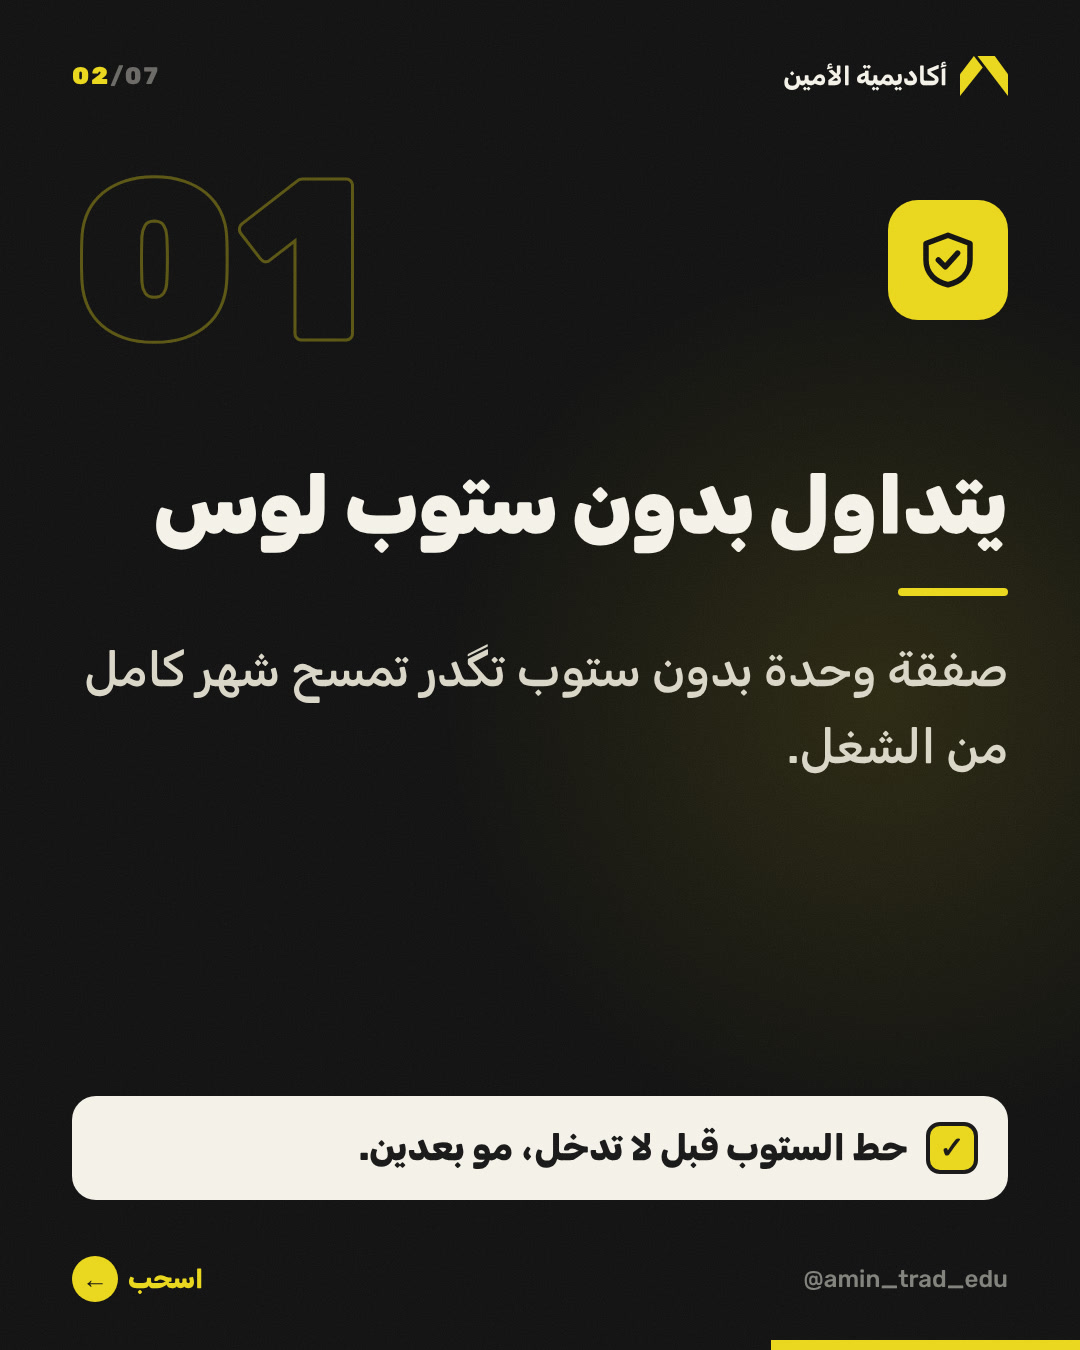 أكاديمية الأمين
02/07
01
يتداول بدون ستوب لوس
صفقة وحدة بدون ستوب تگدر تمسح شهر كامل
من الشغل.
✓ حط الستوب قبل لا تدخل، مو بعدين.
@amin_trad_edu
اسحب ←